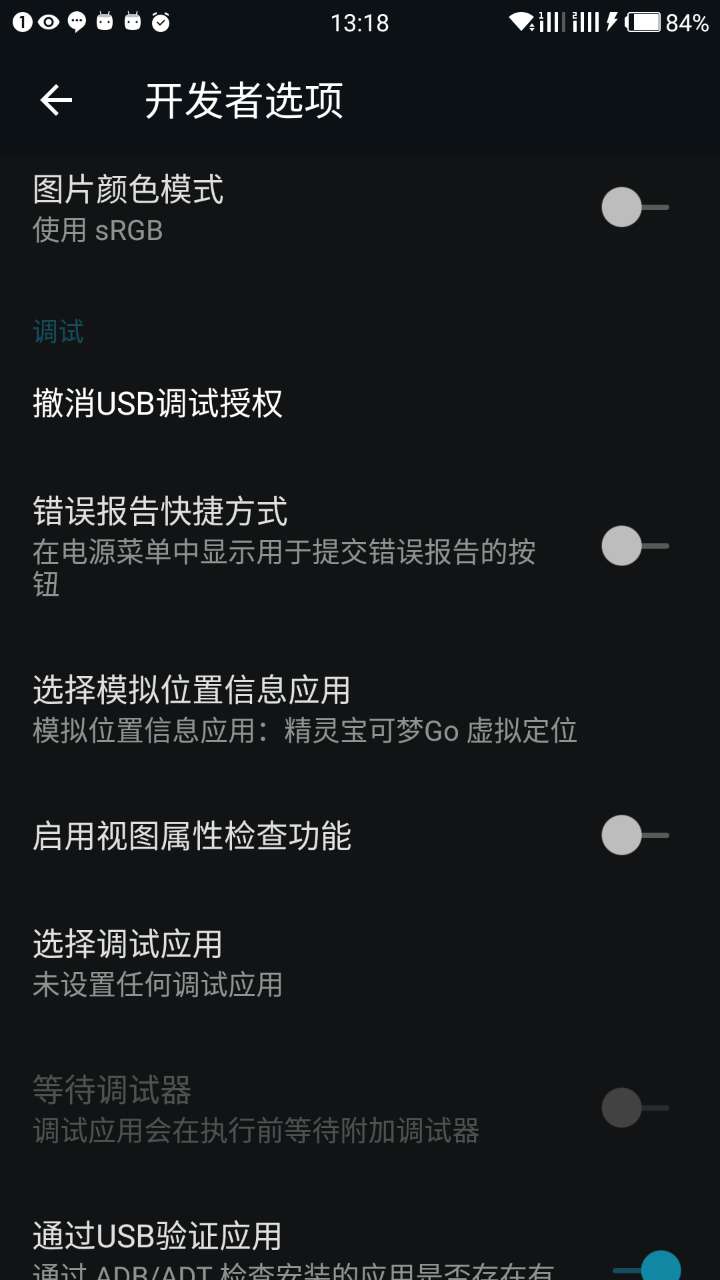 13:18
84%
开发者选项
图片颜色模式
使用 sRGB
调试
撤消USB调试授权
错误报告快捷方式
在电源菜单中显示用于提交错误报告的按
钮
选择模拟位置信息应用
模拟位置信息应用：精灵宝可梦Go 虚拟定位
启用视图属性检查功能
选择调试应用
未设置任何调试应用
等待调试器
调试应用会在执行前等待附加调试器
通过USB验证应用
通过 ADB/ADT 检查安装的应用是否存在有